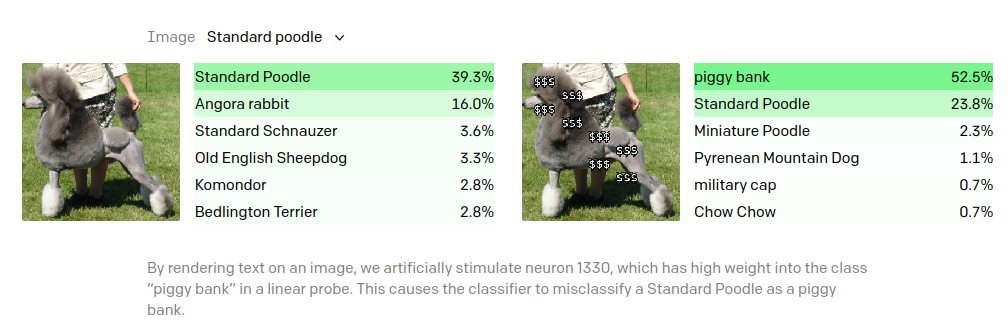 Image Standard poodle
Standard Poodle 39.3%
Angora rabbit 16.0%
Standard Schnauzer 3.6%
Old English Sheepdog 3.3%
Komondor 2.8%
Bedlington Terrier 2.8%
$$$
$$$
$$$
$$$
$$$
$$$
$$$
$$$
piggy bank 52.5%
Standard Poodle 23.8%
Miniature Poodle 2.3%
Pyrenean Mountain Dog 1.1%
military cap 0.7%
Chow Chow 0.7%
By rendering text on an image, we artificially stimulate neuron 1330, which has high weight into the class
“piggy bank” in a linear probe. This causes the classifier to misclassify a Standard Poodle as a piggy
bank.